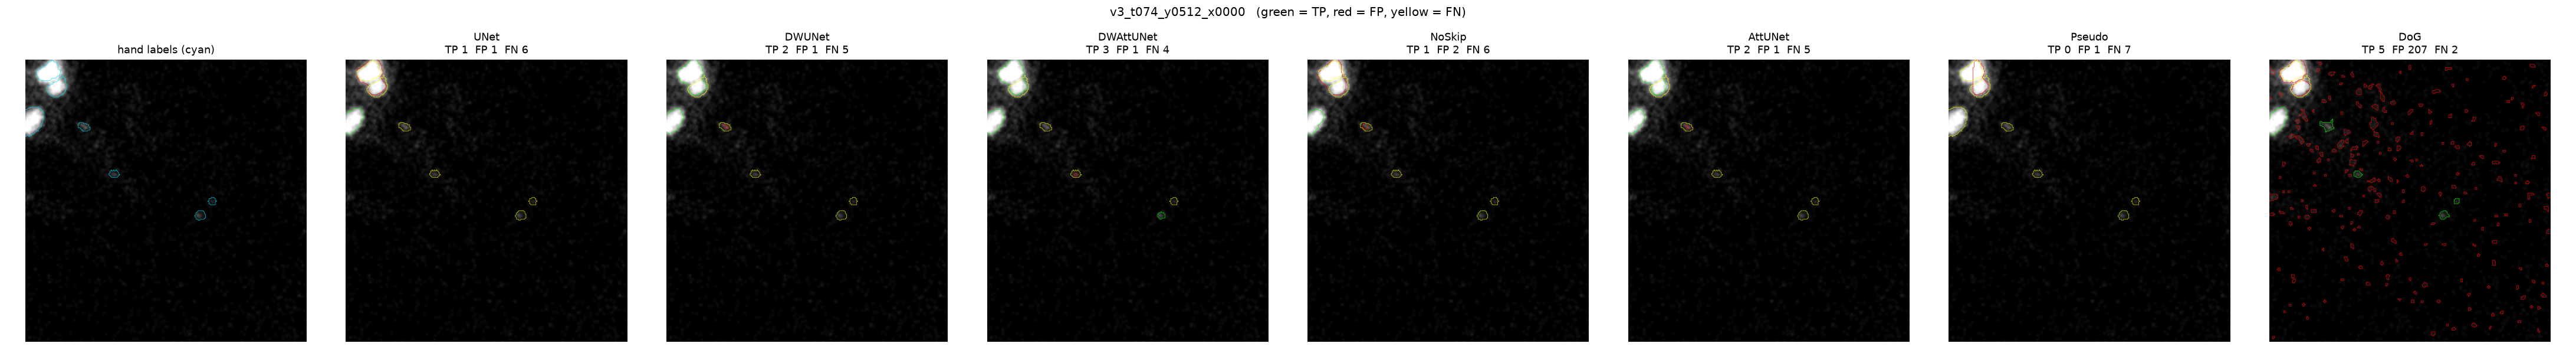 v3_t074_y0512_x0000   (green = TP, red = FP, yellow = FN)
hand labels (cyan)
UNet
TP 1  FP 1  FN 6
DWUNet
TP 2  FP 1  FN 5
DWAttUNet
TP 3  FP 1  FN 4
NoSkip
TP 1  FP 2  FN 6
AttUNet
TP 2  FP 1  FN 5
Pseudo
TP 0  FP 1  FN 7
DoG
TP 5  FP 207  FN 2